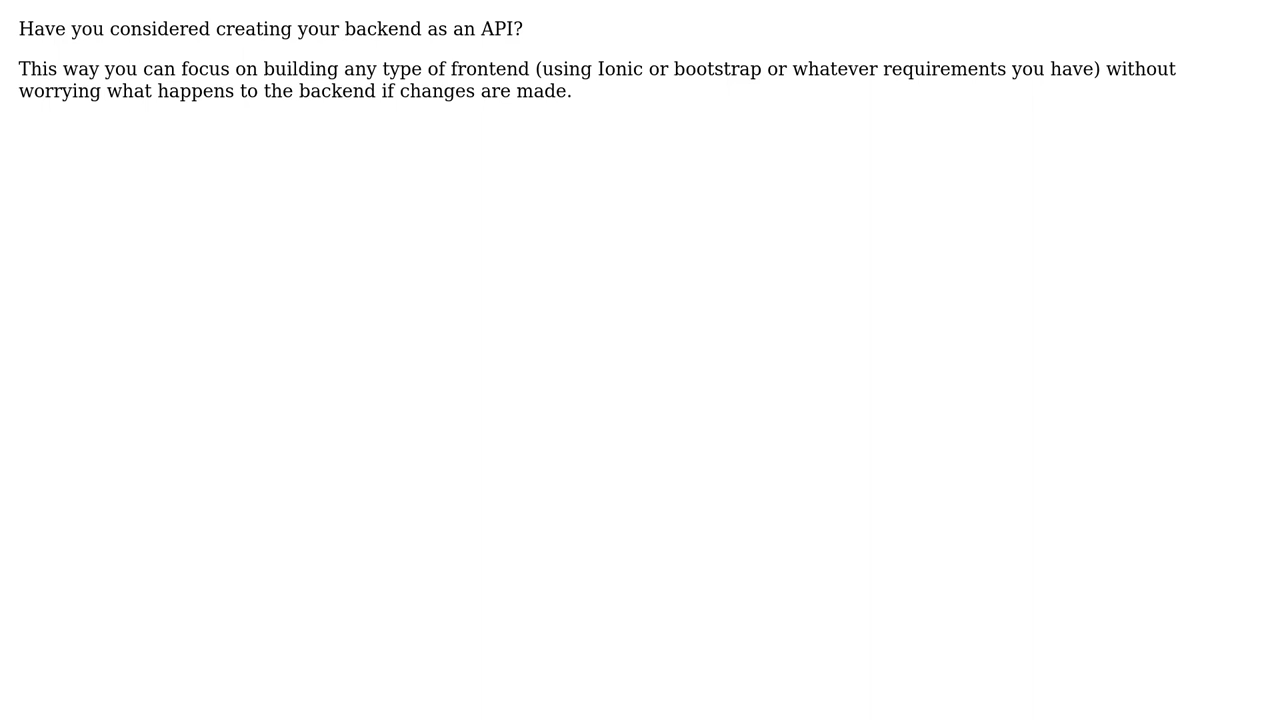 Have you considered creating your backend as an API?
This way you can focus on building any type of frontend (using Ionic or bootstrap or whatever requirements you have) without
worrying what happens to the backend if changes are made.